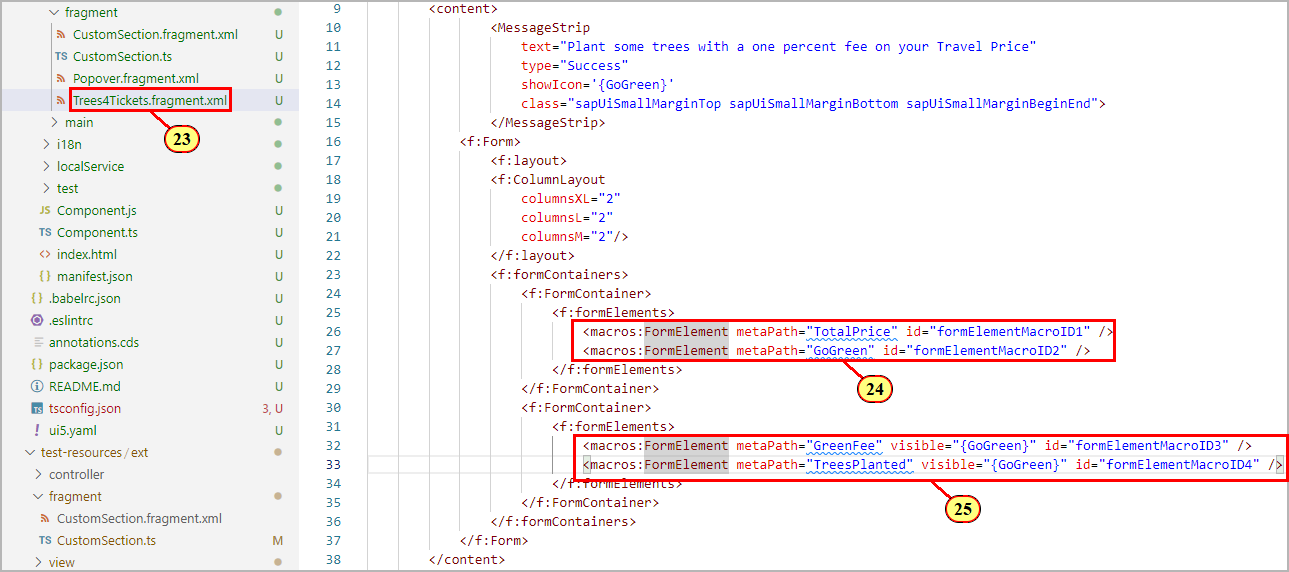 fragment
CustomSection.fragment.xml U
TS CustomSection.ts U
Popover.fragment.xml U
Trees4Tickets.fragment.xml U
23
main
i18n
localService
test
JS Component.js U
TS Component.ts U
<> index.html U
{} manifest.json U
{} .babelrc.json U
.eslintrc U
annotations.cds U
{} package.json U
README.md U
TS tsconfig.json 3, U
! ui5.yaml U
test-resources / ext
controller
fragment
CustomSection.fragment.xml
TS CustomSection.ts M
view
9 <content>
10 <MessageStrip
11 text="Plant some trees with a one percent fee on your Travel Price"
12 type="Success"
13 showIcon='{GoGreen}'
14 class="sapUiSmallMarginTop sapUiSmallMarginBottom sapUiSmallMarginBeginEnd">
15 </MessageStrip>
16 <f:Form>
17 <f:layout>
18 <f:ColumnLayout
19 columnsXL="2"
20 columnsL="2"
21 columnsM="2"/>
22 </f:layout>
23 <f:formContainers>
24 <f:FormContainer>
25 <f:formElements>
26 <macros:FormElement metaPath="TotalPrice" id="formElementMacroID1" />
27 <macros:FormElement metaPath="GoGreen" id="formElementMacroID2" />
28 </f:formElements>
29 </f:FormContainer>
24
30 <f:FormContainer>
31 <f:formElements>
32 <macros:FormElement metaPath="GreenFee" visible="{GoGreen}" id="formElementMacroID3" />
33 <macros:FormElement metaPath="TreesPlanted" visible="{GoGreen}" id="formElementMacroID4" />
34 </f:formElements>
35 </f:FormContainer>
25
36 </f:formContainers>
37 </f:Form>
38 </content>